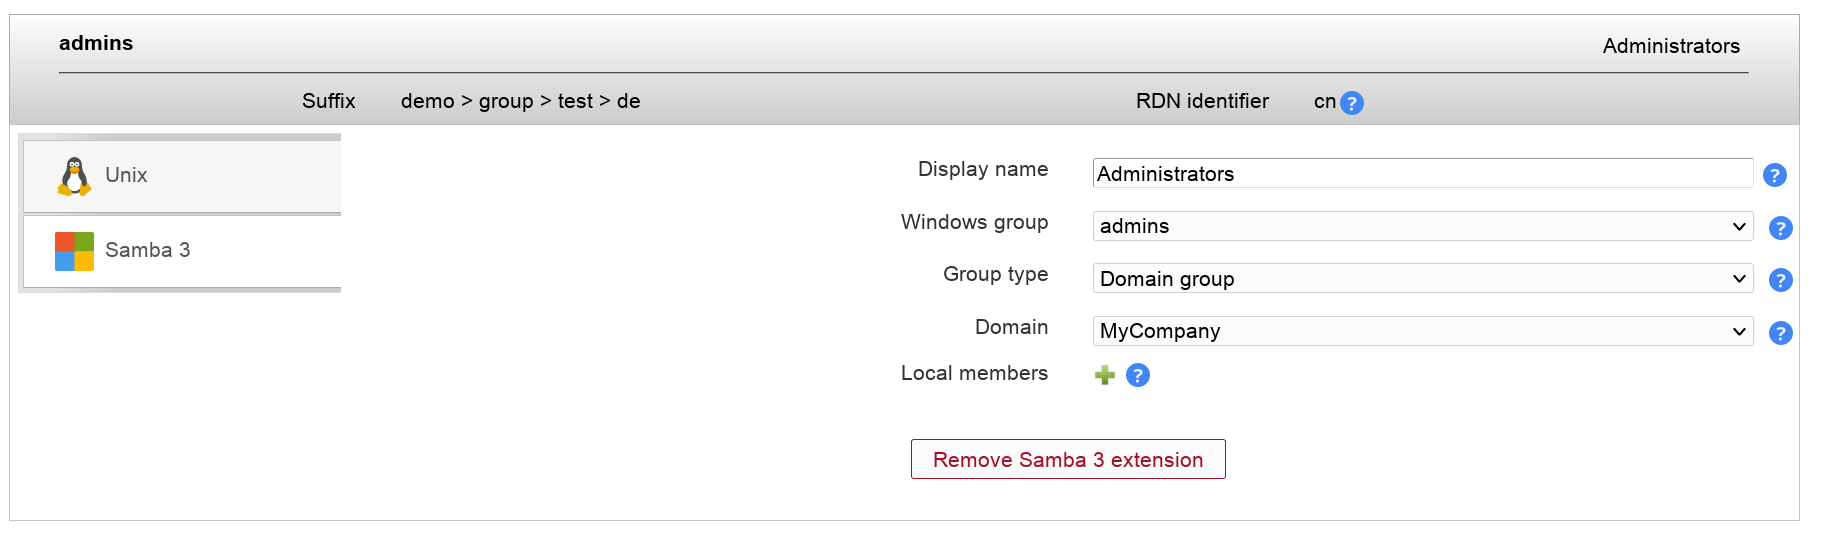 admins
Administrators
Suffix demo > group > test > de RDN identifier cn ?
Unix
Samba 3
Display name Administrators ?
Windows group admins ?
Group type Domain group ?
Domain MyCompany ?
Local members ?
Remove Samba 3 extension